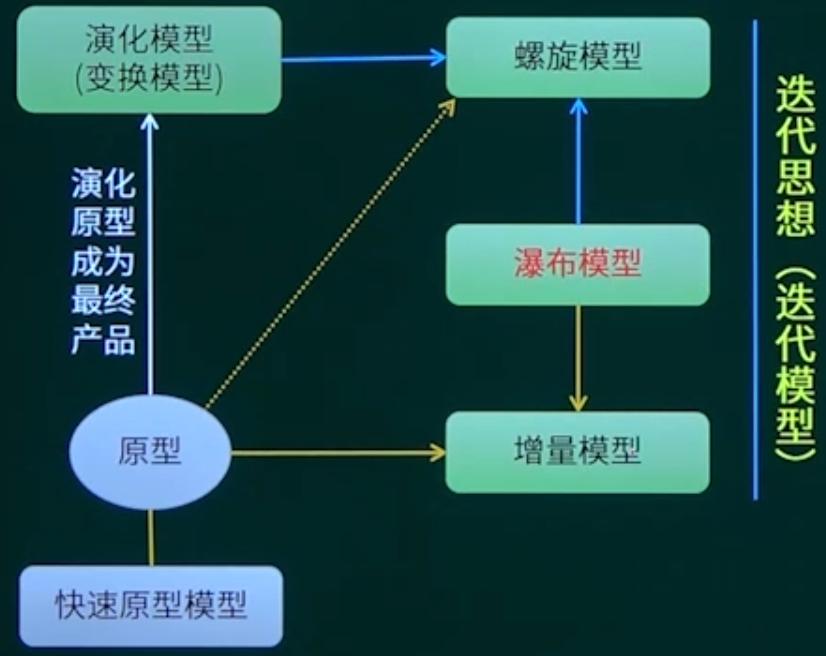 演化模型
(变换模型)
螺旋模型
演化
原型
成为
最终
产品
瀑布模型
原型
增量模型
快速原型模型
迭代思想（迭代模型）